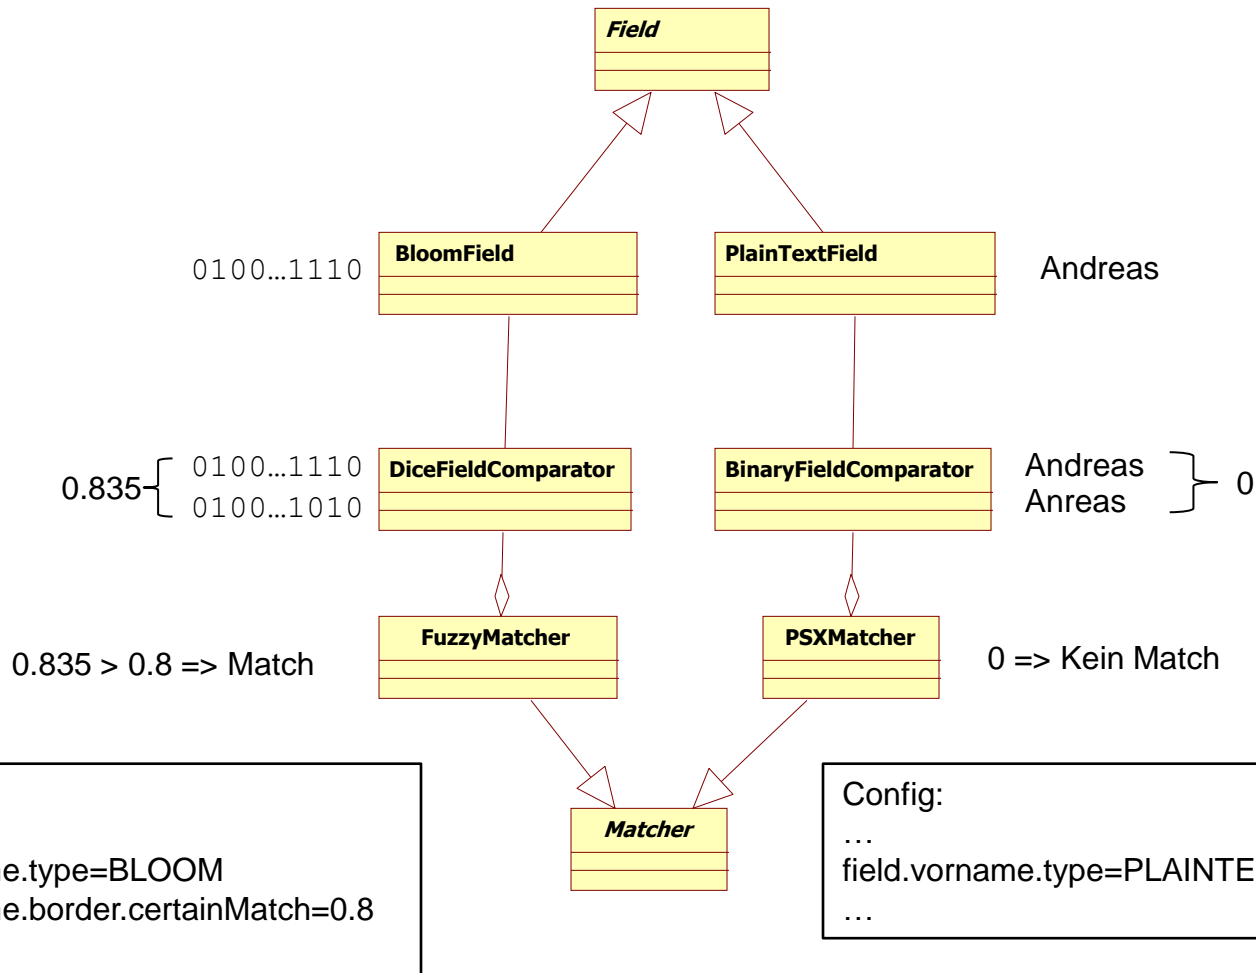 Field
0100…1110
BloomField
PlainTextField
Andreas
0.835
0100…1110
0100…1010
DiceFieldComparator
BinaryFieldComparator
Andreas
Anreas
0
0.835 > 0.8 => Match
FuzzyMatcher
PSXMatcher
0 => Kein Match
Matcher
e.type=BLOOM
e.border.certainMatch=0.8
Config:
…
field.vorname.type=PLAINTE
…